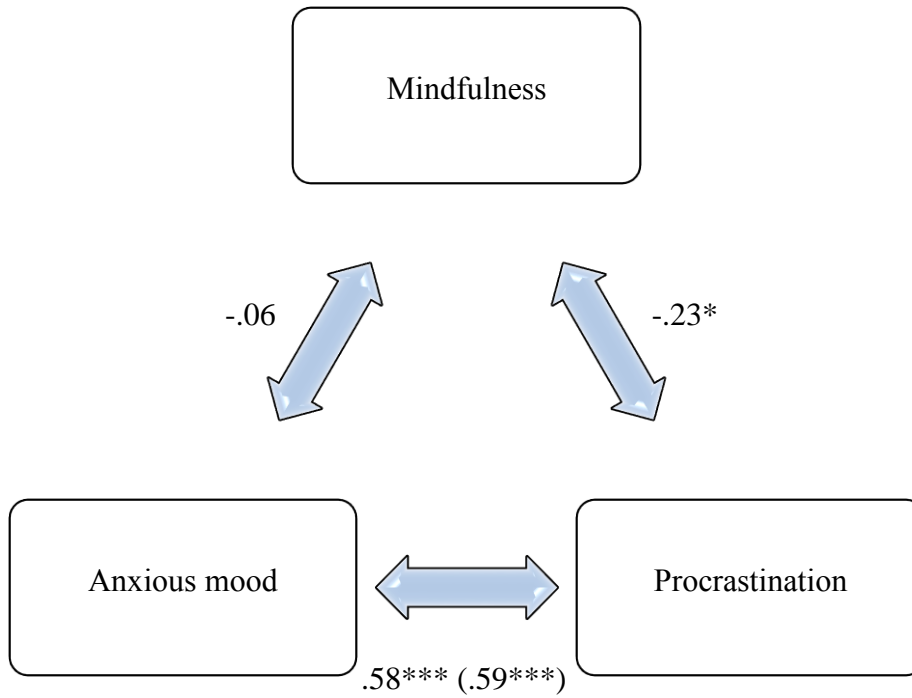 Mindfulness
-.06
-.23*
Anxious mood
Procrastination
.58*** (.59***)